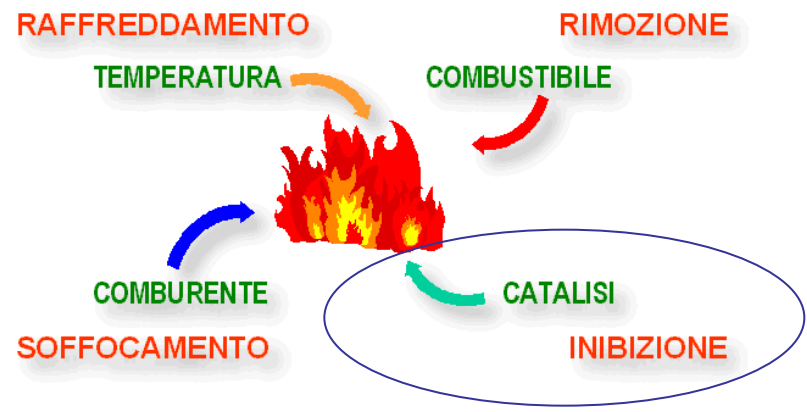 RAFFREDDAMENTO
RIMOZIONE
TEMPERATURA
COMBUSTIBILE
COMBURENTE
CATALISI
SOFFOCAMENTO
INIBIZIONE